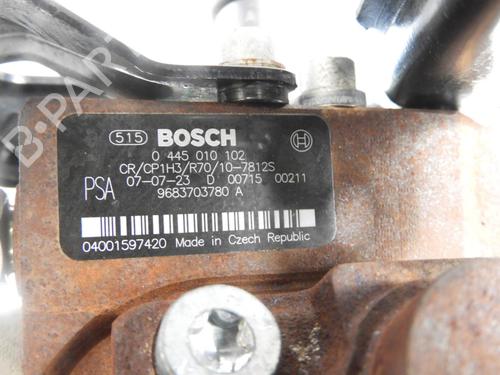 515 BOSCH
0 445 010 102
CR/CP1H3/R70/10-7812S
PSA 07-07-23 D 00715 00211
9683703780 A
04001597420 Made in Czech Republic
B-PARTS